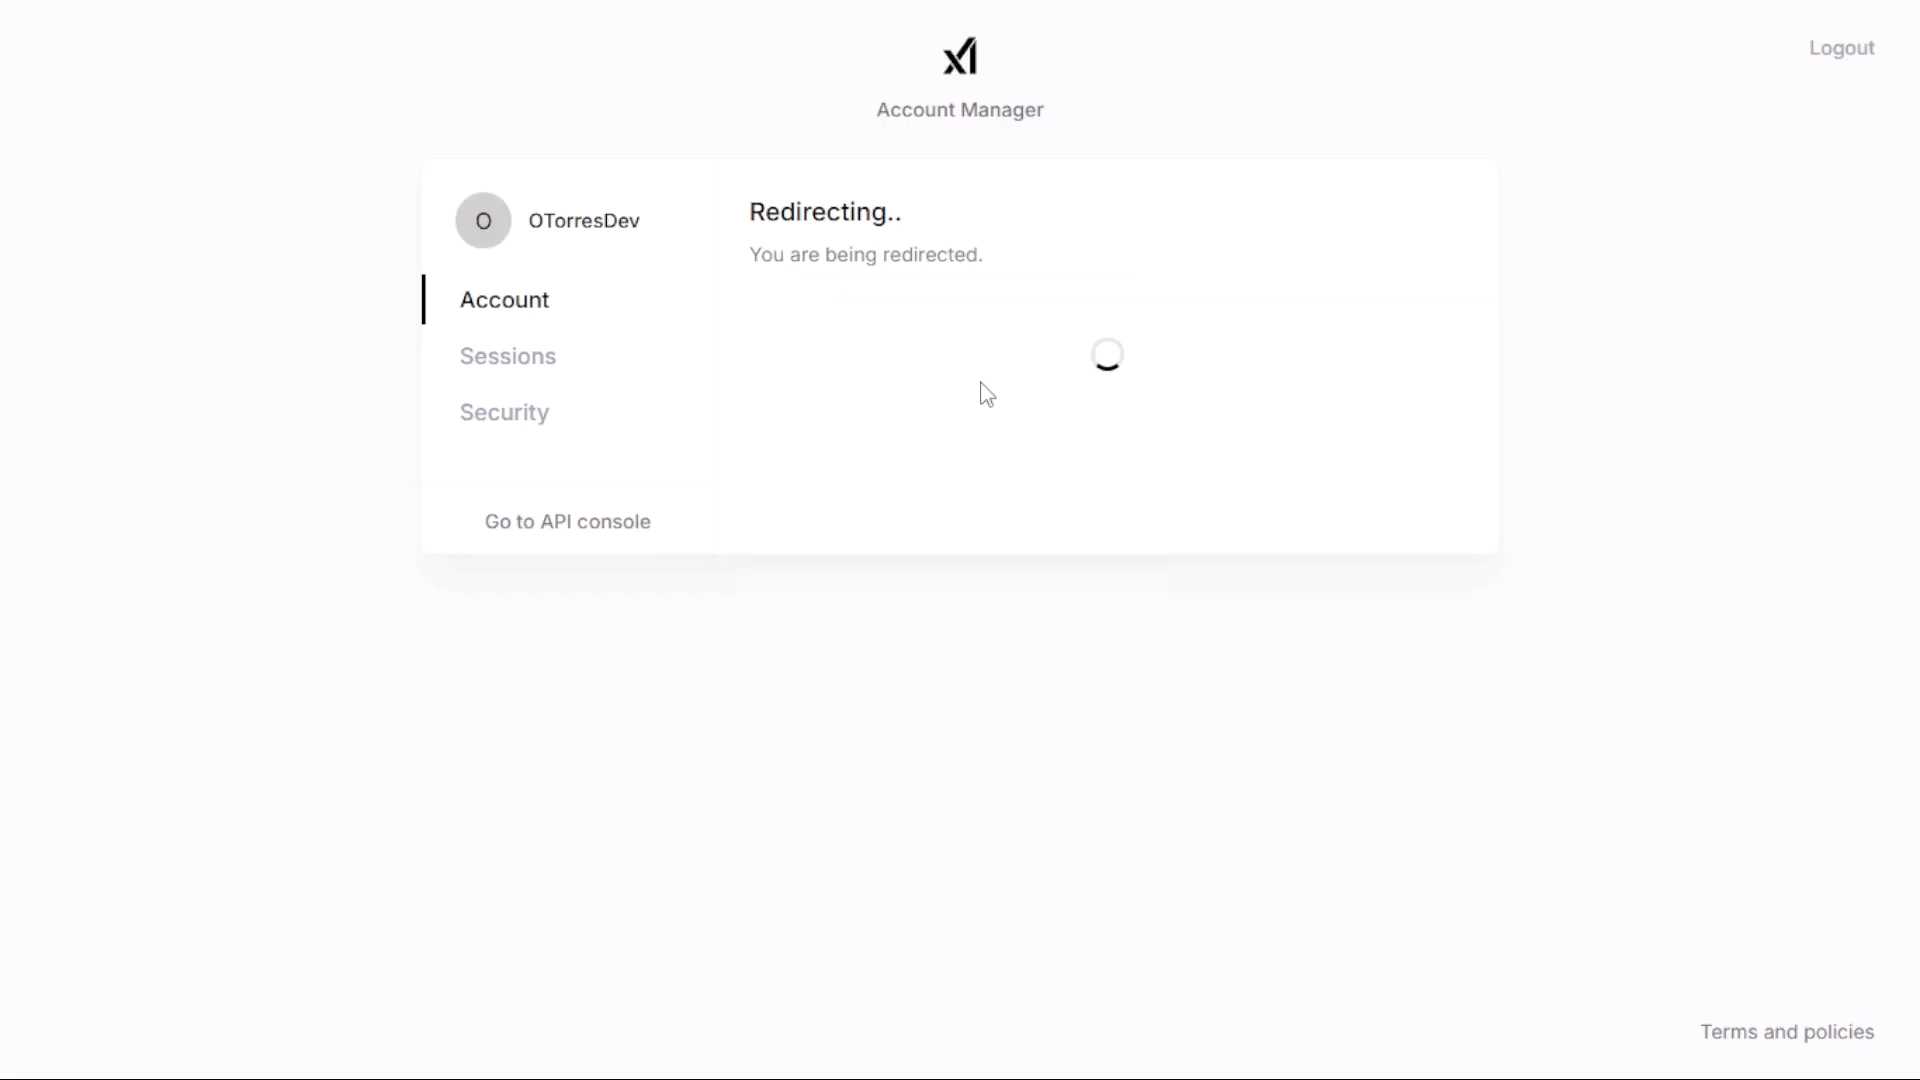 xI
Account Manager
Logout
O
OTorresDev
Account
Sessions
Security
Go to API console
Redirecting..
You are being redirected.
Terms and policies